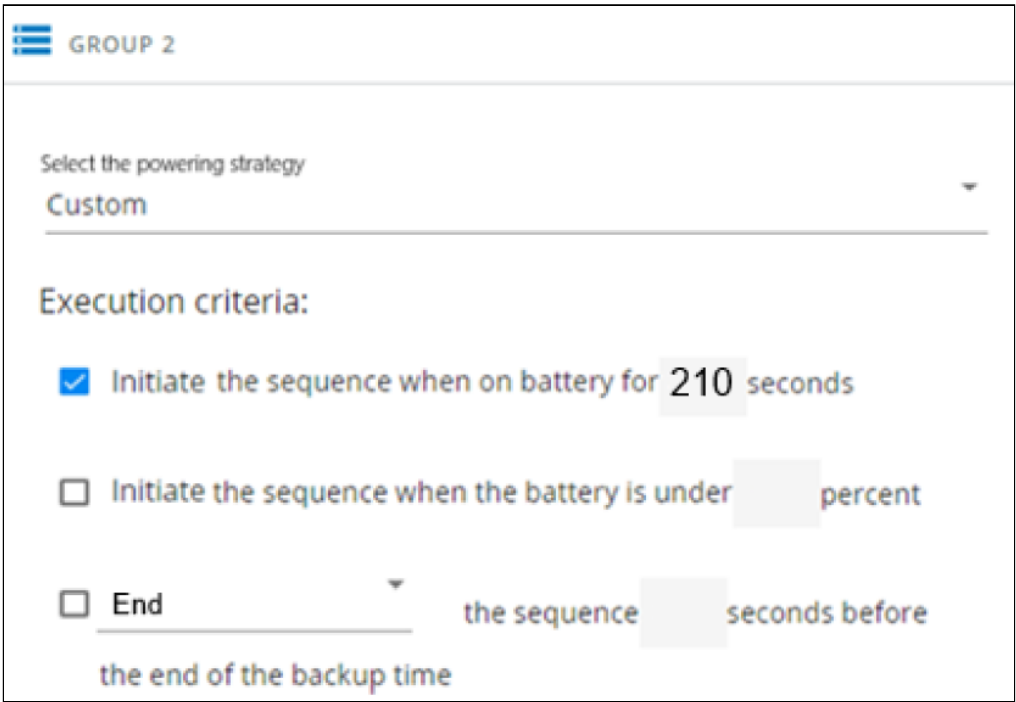 GROUP 2
Select the powering strategy
Custom
Execution criteria:
Initiate the sequence when on battery for 210 seconds
Initiate the sequence when the battery is under percent
End the sequence seconds before
the end of the backup time